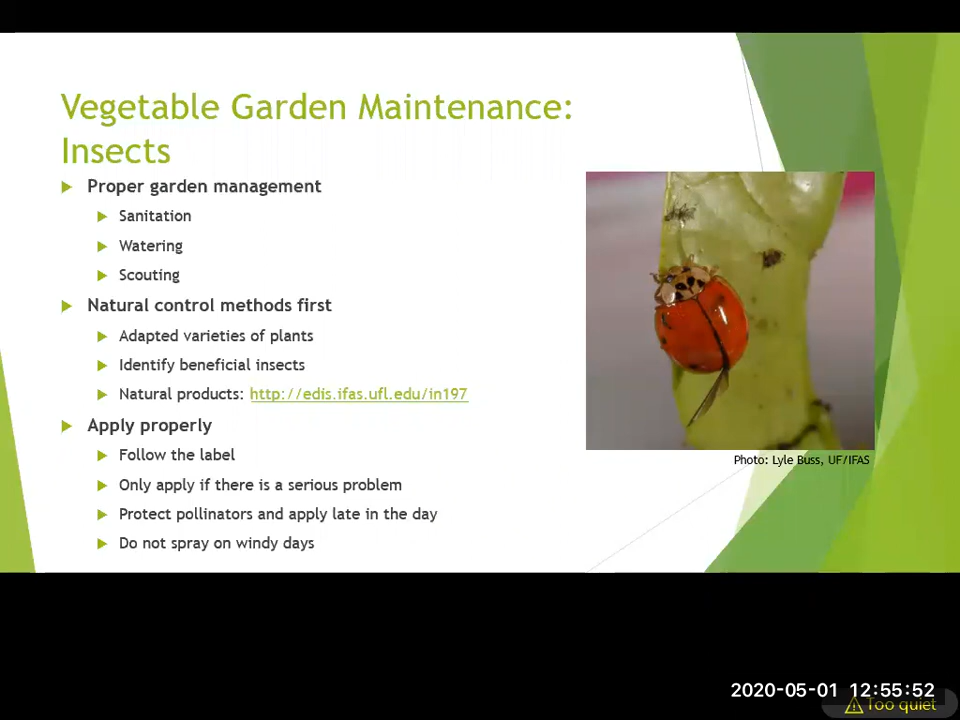 Vegetable Garden Maintenance:
Insects
Proper garden management
Sanitation
Watering
Scouting
Natural control methods first
Adapted varieties of plants
Identify beneficial insects
Natural products: http://edis.ifas.ufl.edu/in197
Apply properly
Follow the label
Only apply if there is a serious problem
Protect pollinators and apply late in the day
Do not spray on windy days
Photo: Lyle Buss, UF/IFAS
2020-05-01 12:55:52
Too quiet